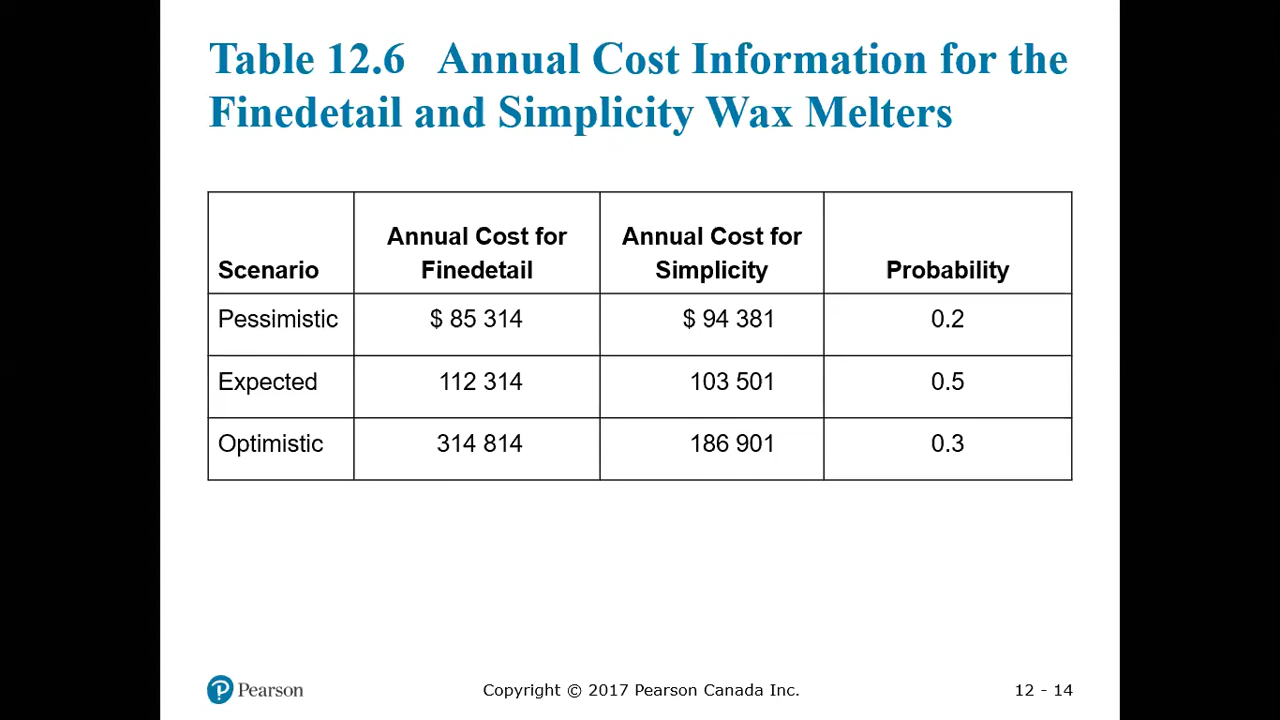 Table 12.6 Annual Cost Information for the
Finedetail and Simplicity Wax Melters
Scenario Annual Cost for Finedetail Annual Cost for Simplicity Probability
Pessimistic $ 85 314 $ 94 381 0.2
Expected 112 314 103 501 0.5
Optimistic 314 814 186 901 0.3
Pearson Copyright © 2017 Pearson Canada Inc. 12 - 14